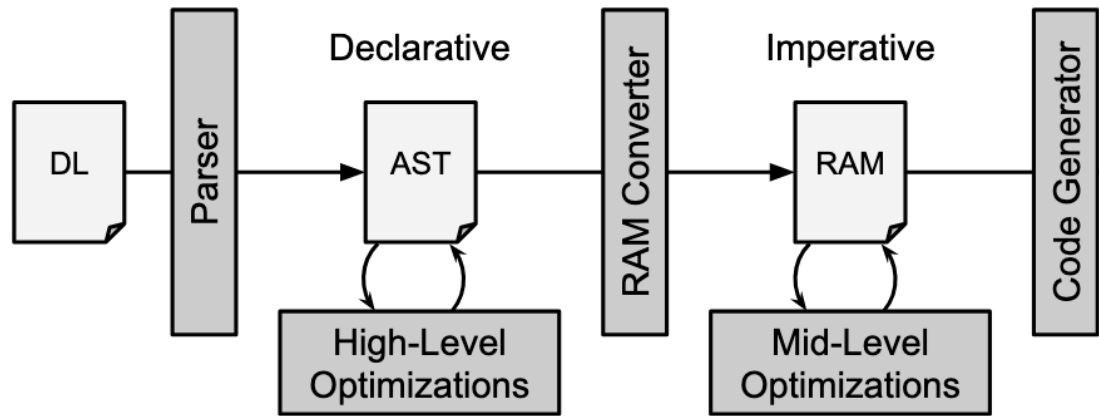 DL
Parser
Declarative
AST
High-Level
Optimizations
RAM Converter
Imperative
RAM
Mid-Level
Optimizations
Code Generator